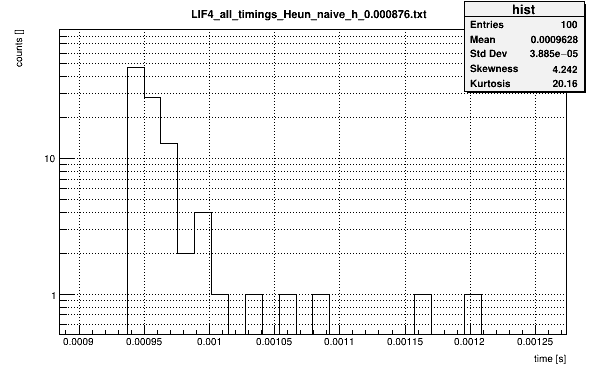 LIF4_all_timings_Heun_naive_h_0.000876.txt
hist
Entries 100
Mean 0.0009628
Std Dev 3.885e−05
Skewness 4.242
Kurtosis 20.16
counts []
10
1
0.0009 0.00095 0.001 0.00105 0.0011 0.00115 0.0012 0.00125
time [s]